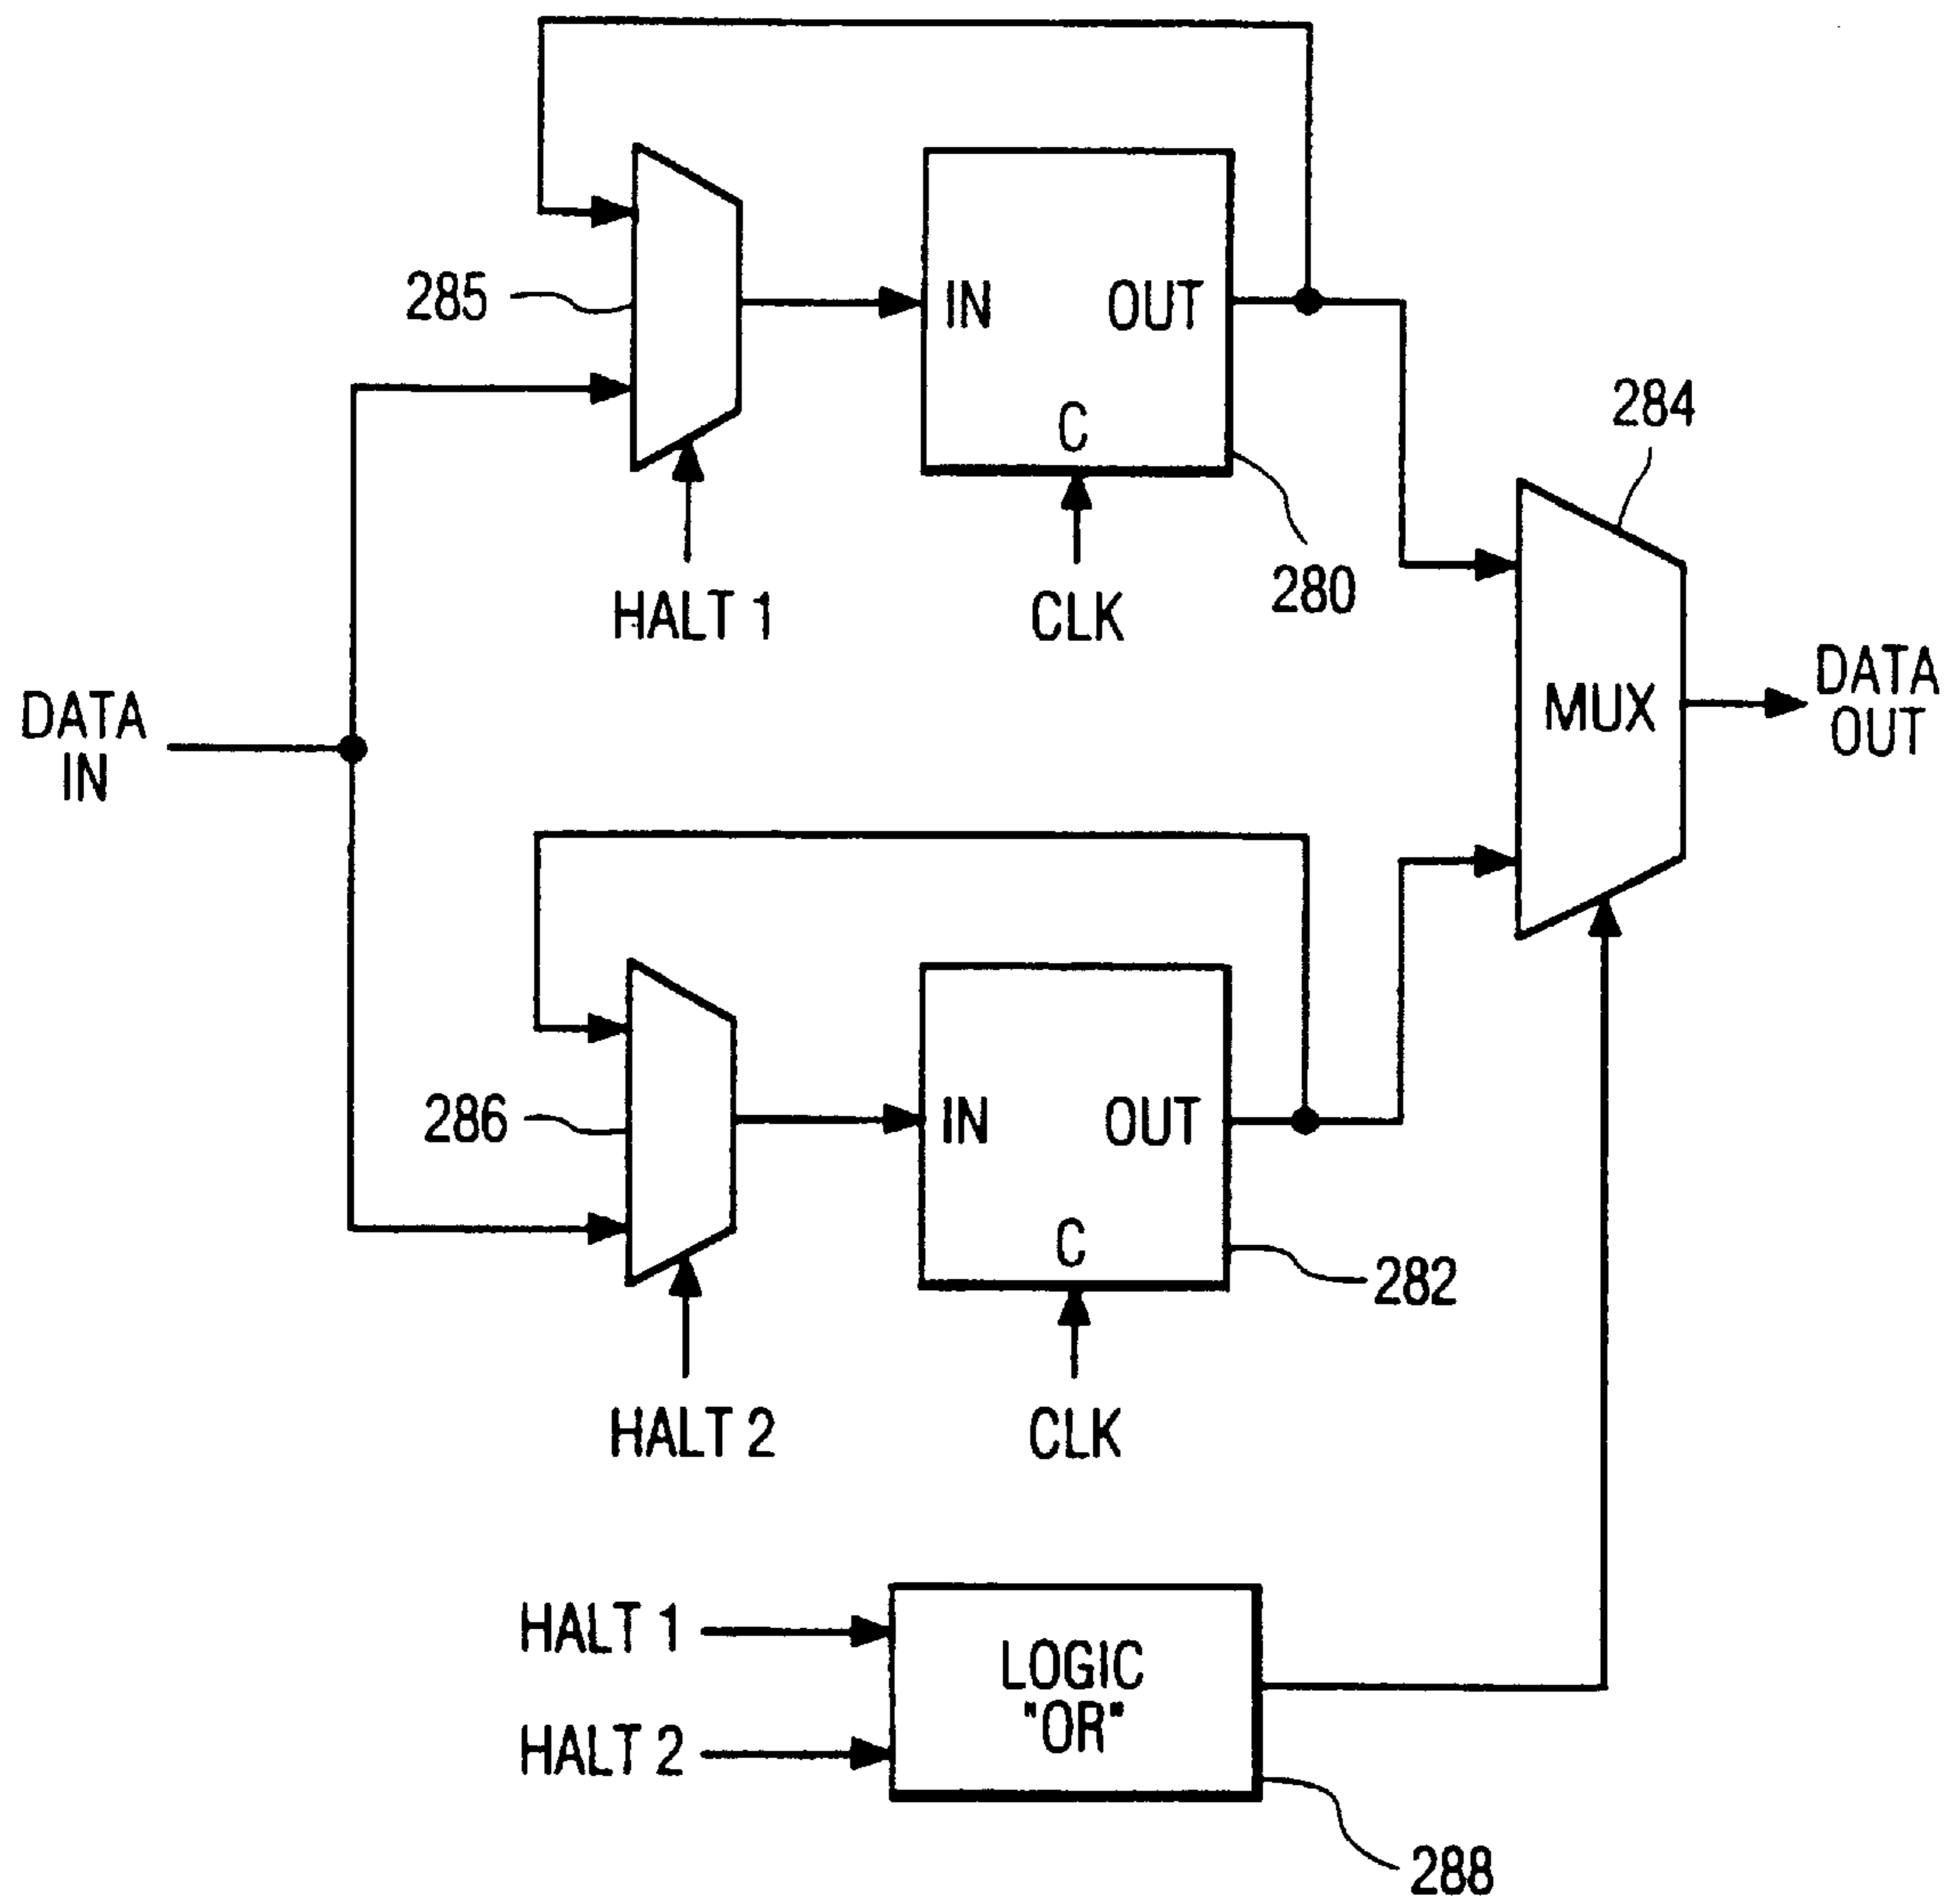 285
IN
OUT
C
280
HALT 1
CLK
284
DATA
IN
MUX
DATA
OUT
286
IN
OUT
C
282
HALT 2
CLK
HALT 1
HALT 2
LOGIC
"OR"
288